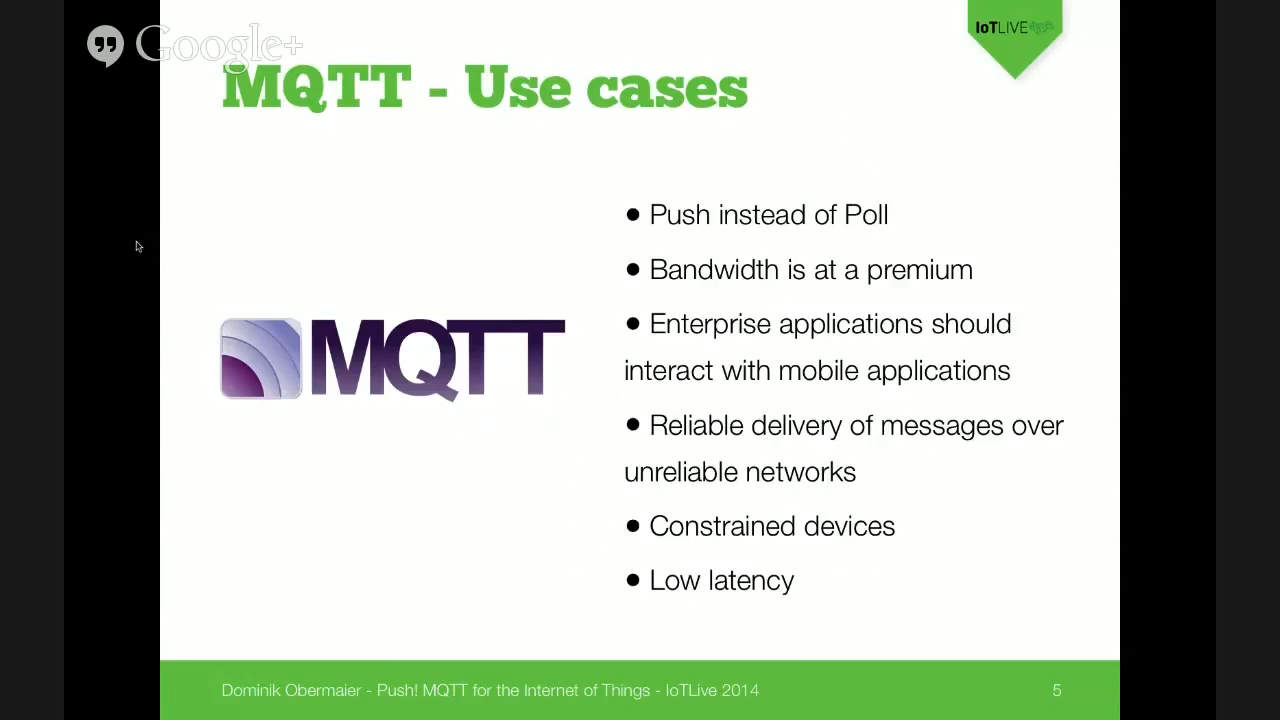 Google+
IoTLIVE
MQTT - Use cases
● Push instead of Poll
● Bandwidth is at a premium
● Enterprise applications should
interact with mobile applications
MQTT
● Reliable delivery of messages over
unreliable networks
● Constrained devices
● Low latency
Dominik Obermaier - Push! MQTT for the Internet of Things - IoTLive 2014
5